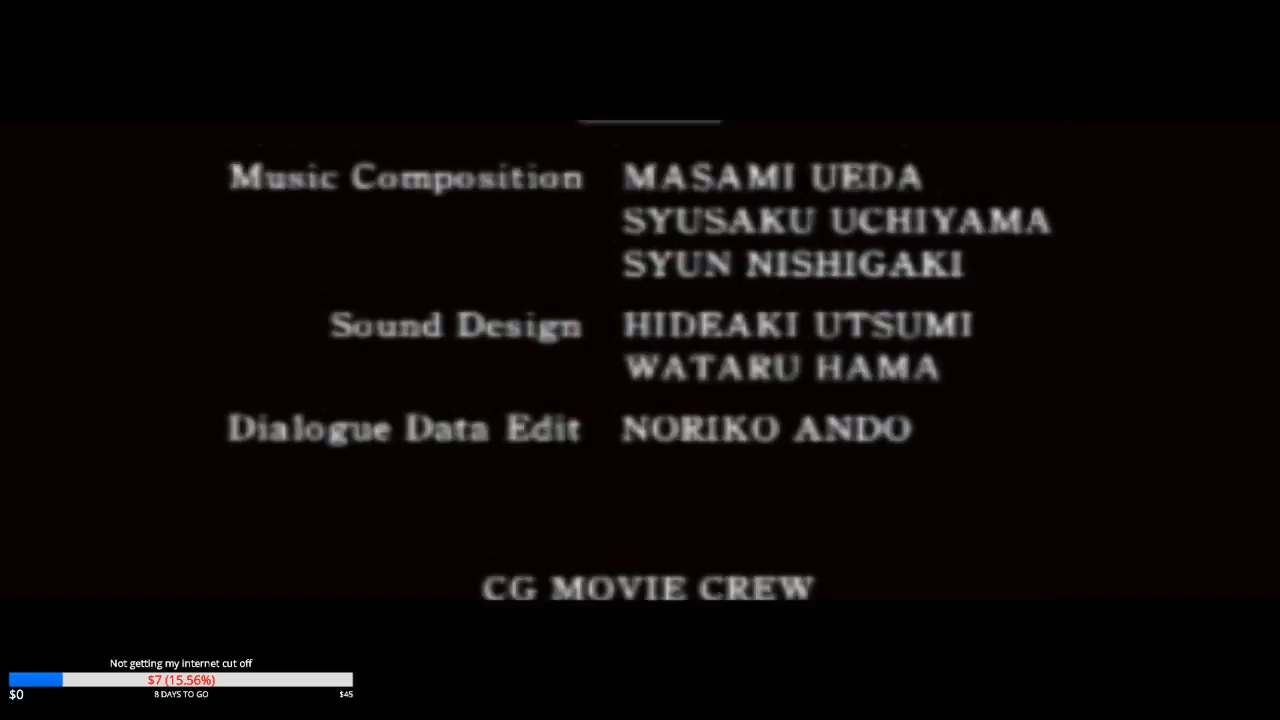 Music Composition MASAMI UEDA
SYUSAKU UCHIYAMA
SYUN NISHIGAKI
Sound Design HIDEAKI UTSUMI
WATARU HAMA
Dialogue Data Edit NORIKO ANDO
CG MOVIE CREW
Not getting my internet cut off
$7 (15.56%)
$0 8 DAYS TO GO $45